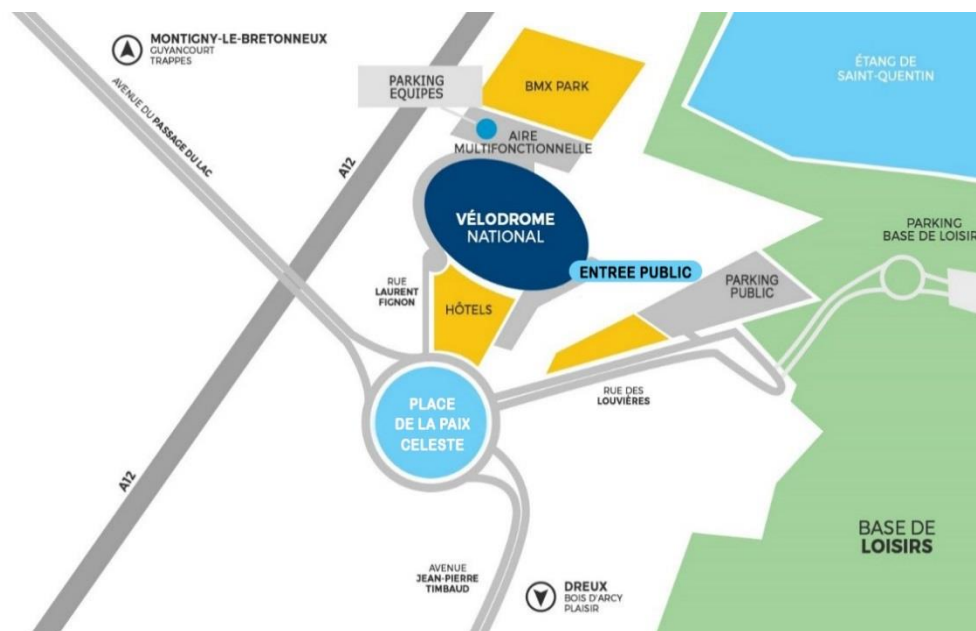 MONTIGNY-LE-BRETONNEUX
GUYANCOURT
TRAPPES
AVENUE DU PASSAGE DU LAC
A12
PARKING
EQUIPES
BMX PARK
AIRE
MULTIFONCTIONNELLE
ÉTANG DE
SAINT-QUENTIN
VÉLODROME
NATIONAL
ENTREE PUBLIC
PARKING
BASE DE LOISIR
PARKING
PUBLIC
RUE
LAURENT
FIGNON
HÔTELS
RUE DES
LOUVIÈRES
PLACE
DE LA PAIX
CELESTE
A12
AVENUE
JEAN-PIERRE
TIMBAUD
DREUX
BOIS D'ARCY
PLAISIR
BASE DE
LOISIRS